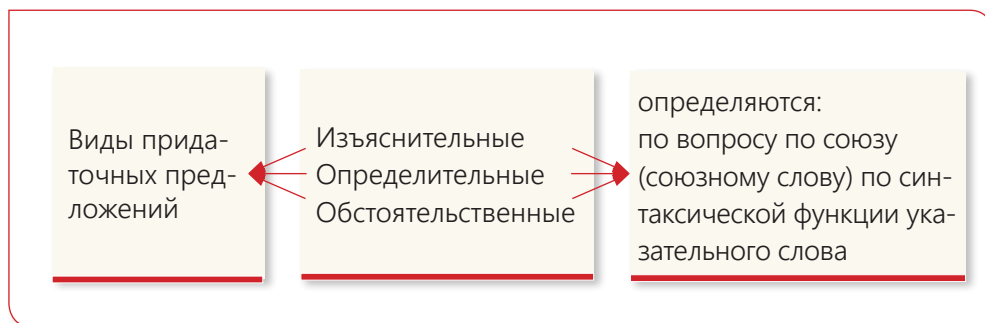 Виды прида-
точных пред-
ложений
Изъяснительные
Определительные
Обстоятельственные
определяются:
по вопросу по союзу
(союзному слову) по син-
таксической функции ука-
зательного слова